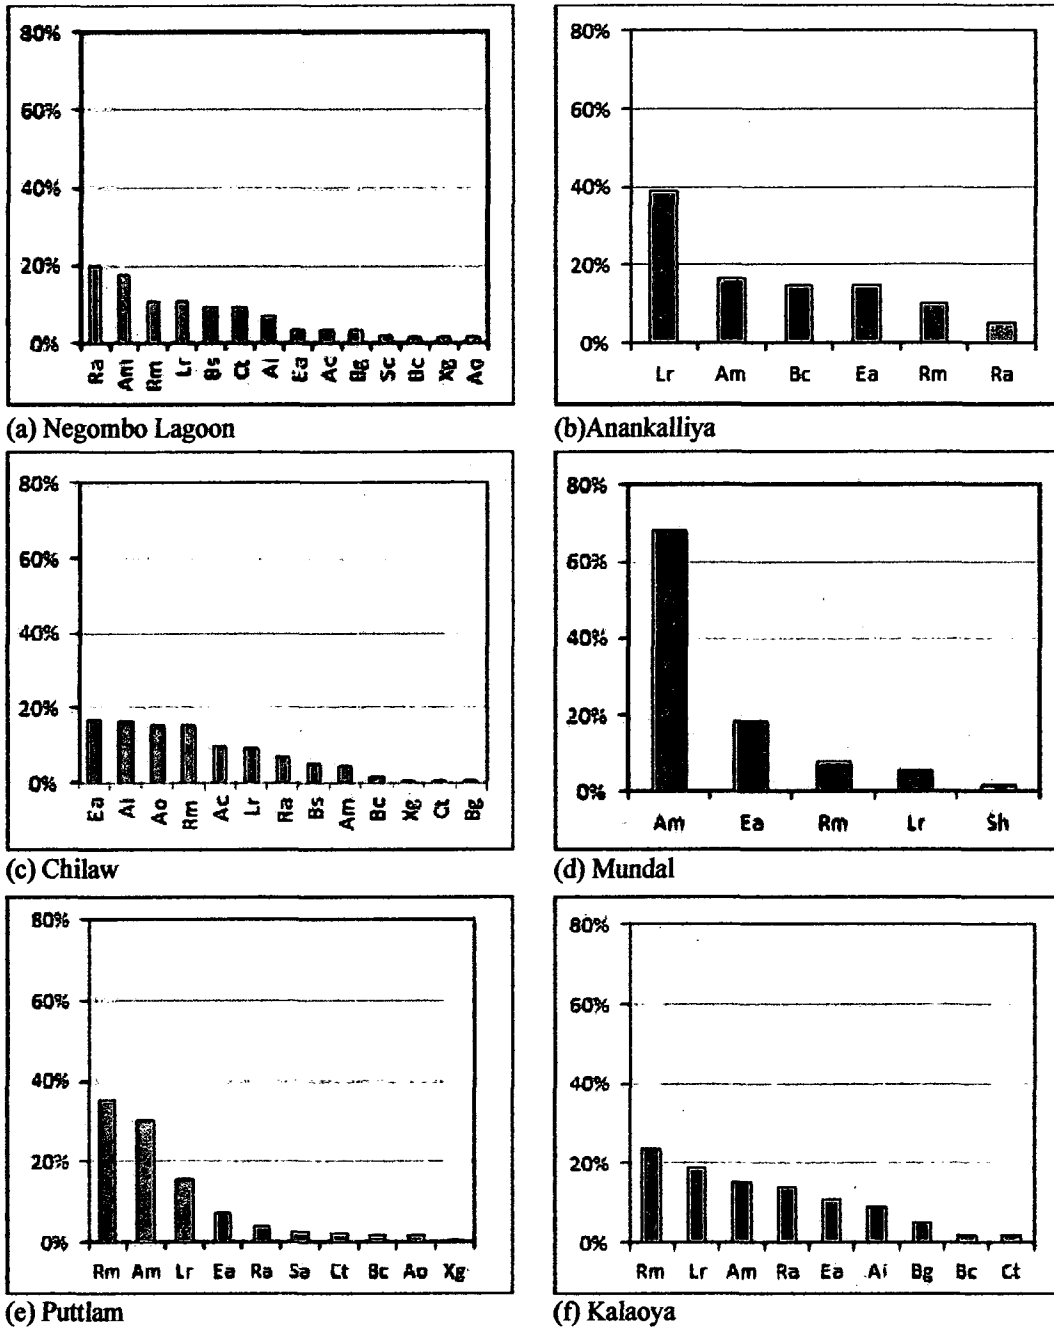 80%
60%
40%
20%
0%
Ra Am Rm Lr Bs Ct Ai Ea Ac Bg Sc Bc Xg Ao
(a) Negombo Lagoon
80%
60%
40%
20%
0%
Lr Am Bc Ea Rm Ra
(b)Anankalliya
80%
60%
40%
20%
0%
Ea Ai Ao Rm Ac Lr Ra Bs Am Bc Xg Ct Bg
(c) Chilaw
80%
60%
40%
20%
0%
Am Ea Rm Lr Sh
(d) Mundal
80%
60%
40%
20%
0%
Rm Am Lr Ea Ra Sa Ct Bc Ao Xg
(e) Puttlam
80%
60%
40%
20%
0%
Rm Lr Am Ra Ea Ai Bg Bc Ct
(f) Kalaoya